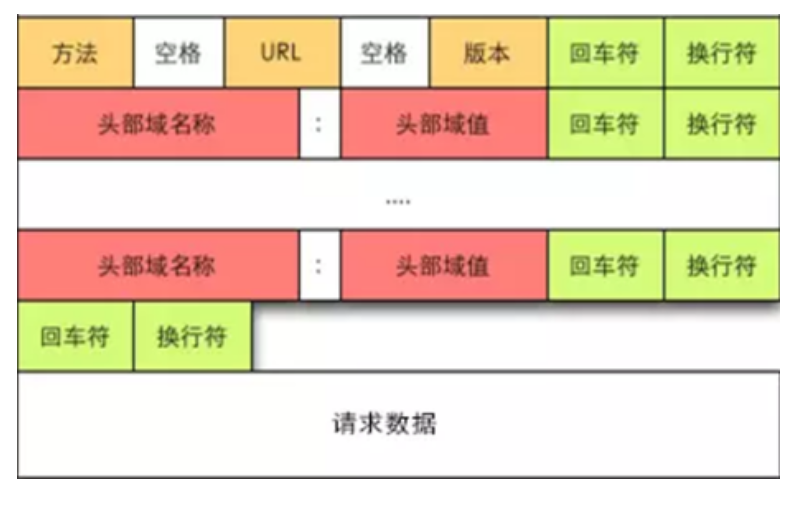 方法 空格 URL 空格 版本 回车符 换行符
头部域名称 : 头部域值 回车符 换行符
....
头部域名称 : 头部域值 回车符 换行符
回车符 换行符
请求数据